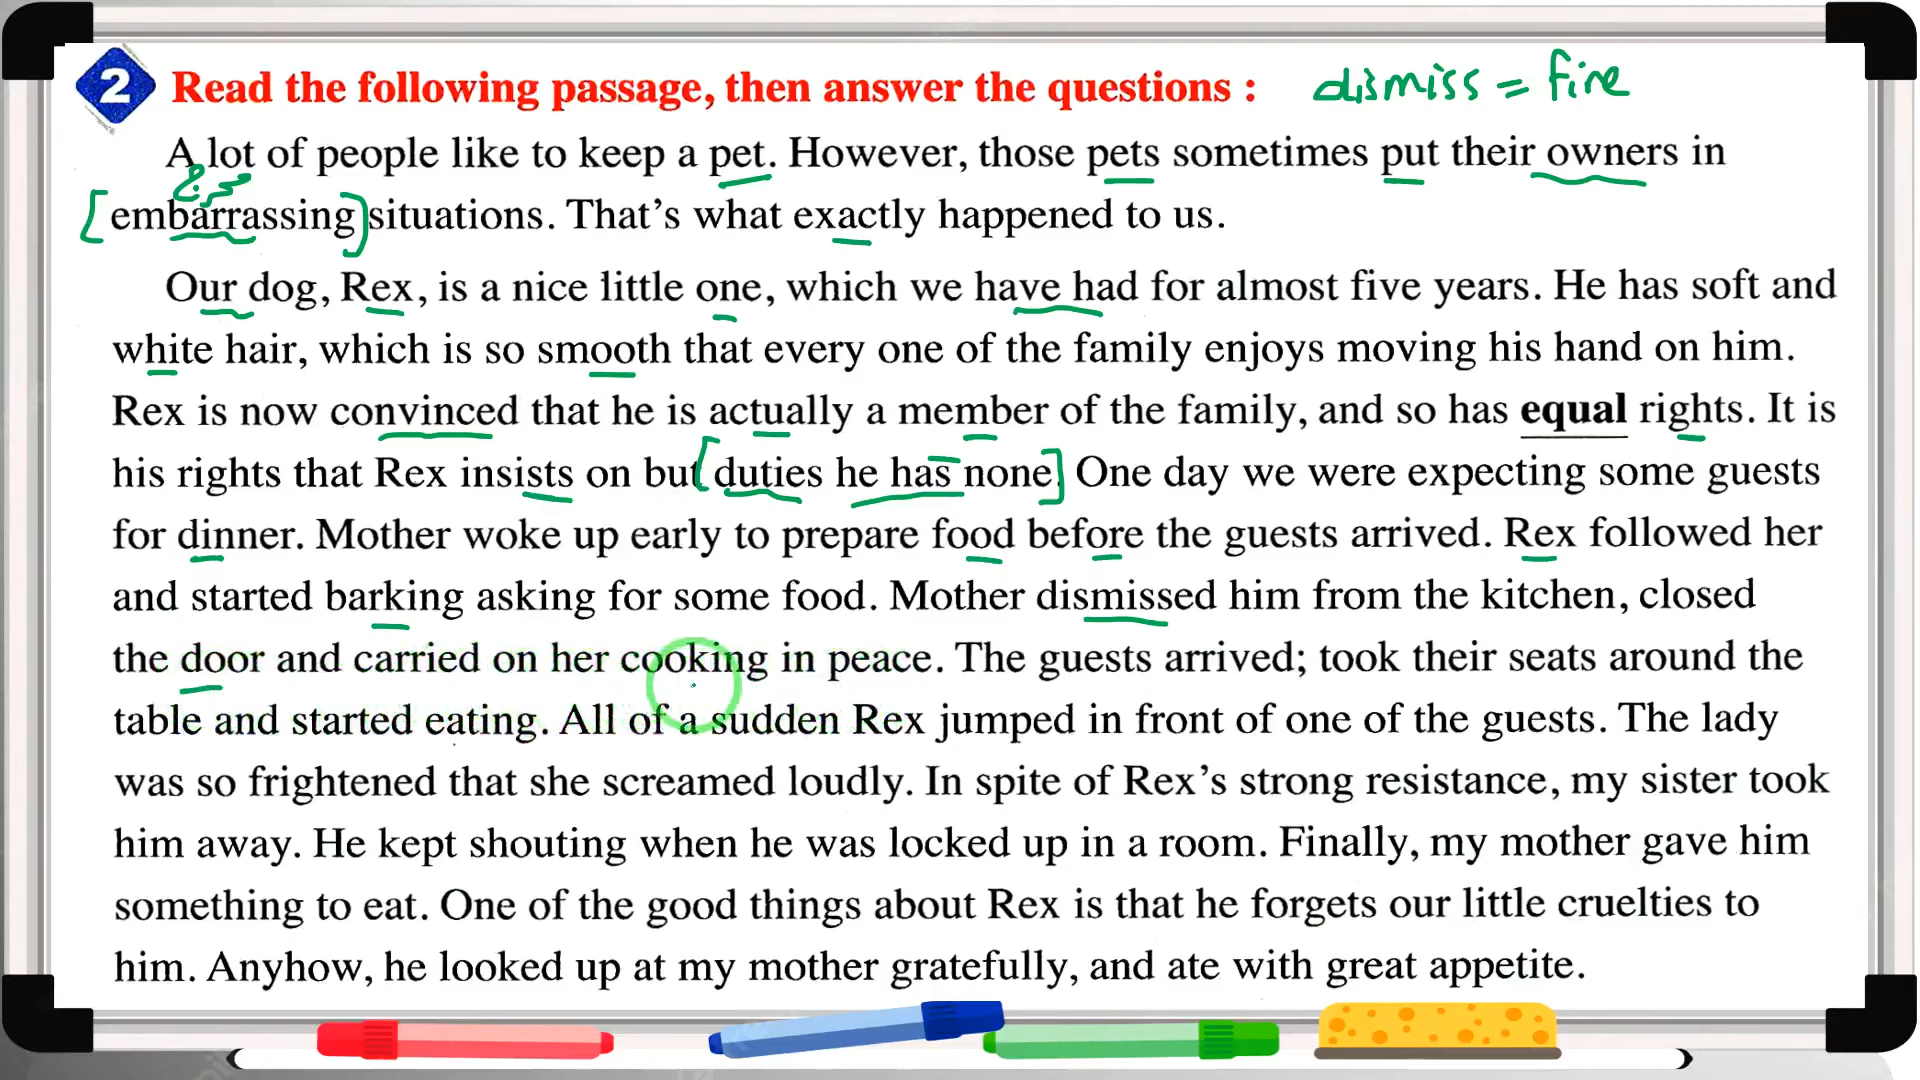 2 Read the following passage, then answer the questions : dismiss = fire
A lot of people like to keep a pet. However, those pets sometimes put their owners in
محرج
[embarrassing] situations. That's what exactly happened to us.
Our dog, Rex, is a nice little one, which we have had for almost five years. He has soft and
white hair, which is so smooth that every one of the family enjoys moving his hand on him.
Rex is now convinced that he is actually a member of the family, and so has equal rights. It is
his rights that Rex insists on but [duties he has none.] One day we were expecting some guests
for dinner. Mother woke up early to prepare food before the guests arrived. Rex followed her
and started barking asking for some food. Mother dismissed him from the kitchen, closed
the door and carried on her cooking in peace. The guests arrived; took their seats around the
table and started eating. All of a sudden Rex jumped in front of one of the guests. The lady
was so frightened that she screamed loudly. In spite of Rex's strong resistance, my sister took
him away. He kept shouting when he was locked up in a room. Finally, my mother gave him
something to eat. One of the good things about Rex is that he forgets our little cruelties to
him. Anyhow, he looked up at my mother gratefully, and ate with great appetite.